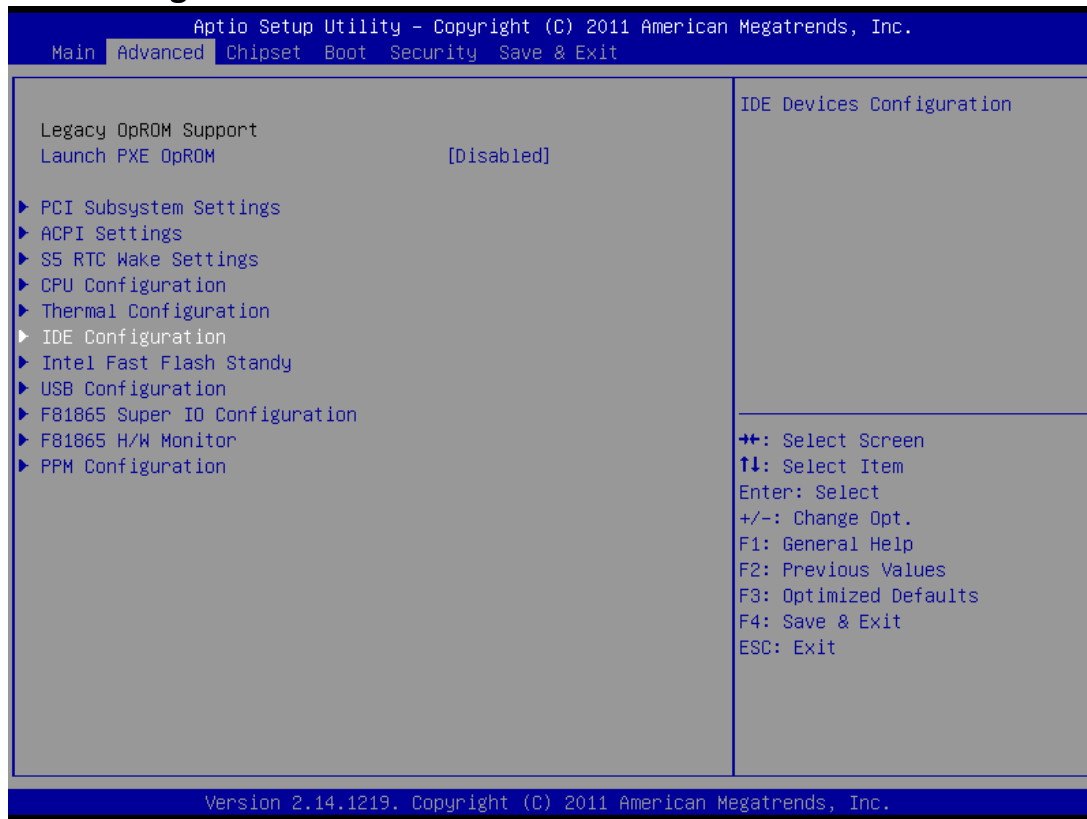 Aptio Setup Utility – Copyright (C) 2011 American Megatrends, Inc.
Main Advanced Chipset Boot Security Save & Exit
Legacy OpROM Support
Launch PXE OpROM [Disabled]
▶ PCI Subsystem Settings
▶ ACPI Settings
▶ S5 RTC Wake Settings
▶ CPU Configuration
▶ Thermal Configuration
▶ IDE Configuration
▶ Intel Fast Flash Standy
▶ USB Configuration
▶ F81865 Super IO Configuration
▶ F81865 H/W Monitor
▶ PPM Configuration
IDE Devices Configuration
→←: Select Screen
↑↓: Select Item
Enter: Select
+/-: Change Opt.
F1: General Help
F2: Previous Values
F3: Optimized Defaults
F4: Save & Exit
ESC: Exit
Version 2.14.1219. Copyright (C) 2011 American Megatrends, Inc.